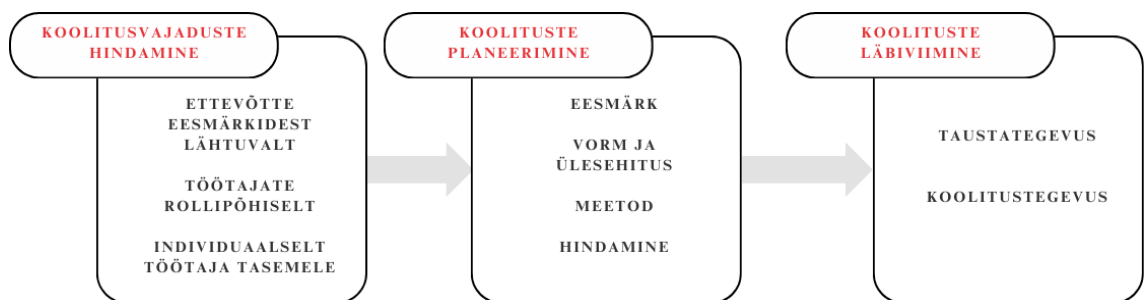 KOOLITUSVAJADUSTE
HINDAMINE
ETTEVÕTTE
EESMÄRKIDEST
LÄHTUVALT
TÖÖTAJATE
ROLLIPÕHISELT
INDIVIDUAALSELT
TÖÖTAJA TASEMELE
KOOLITUSTE
PLANEERIMINE
EESMÄRK
VORM JA
ÜLESEHITUS
MEETOD
HINDAMINE
KOOLITUSTE
LÄBIVIIMINE
TAUSTATEGEVUS
KOOLITUSTEGEVUS